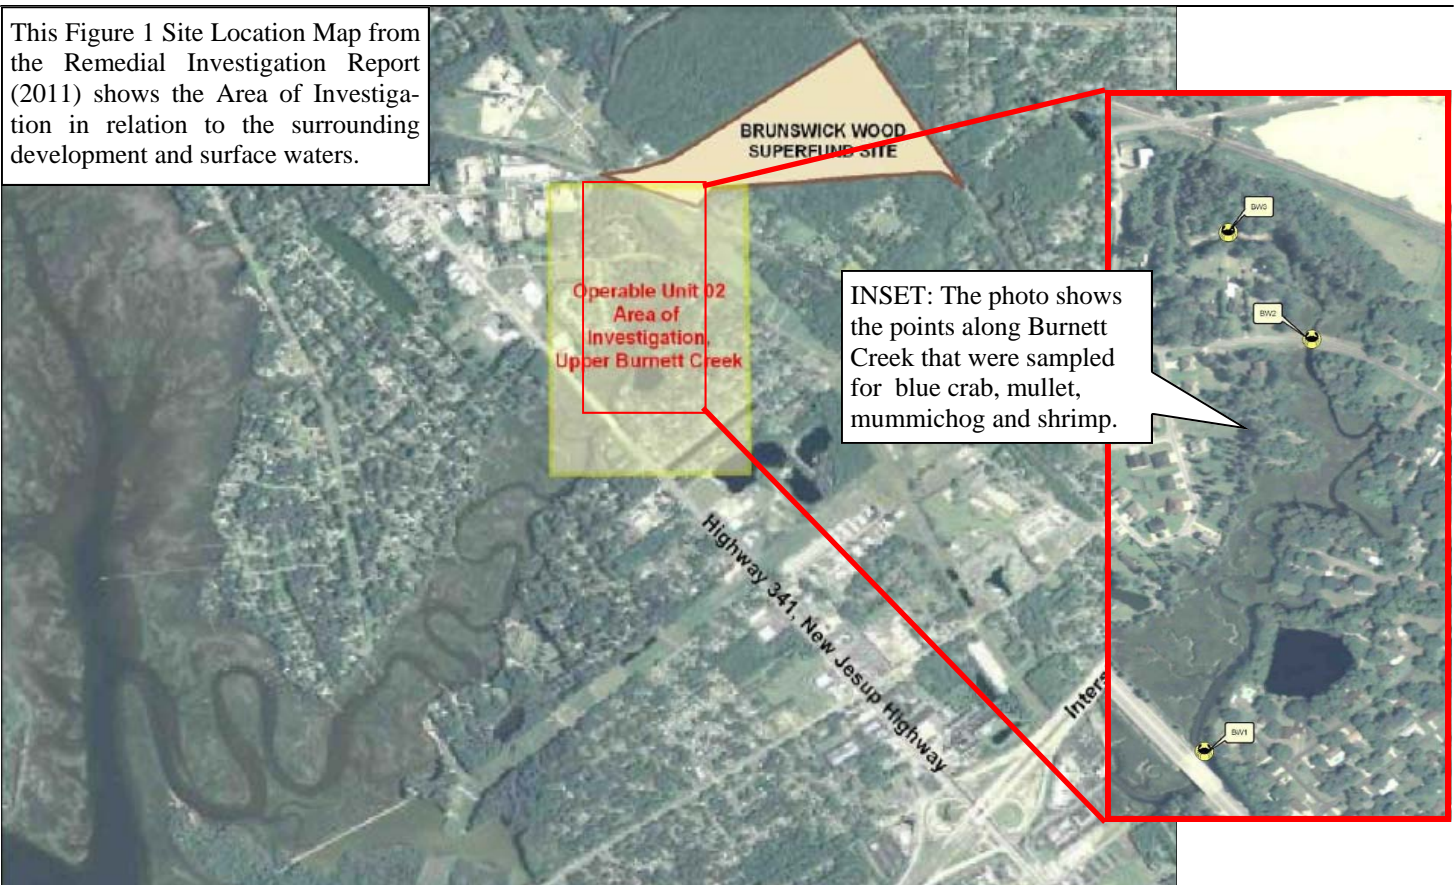 This Figure 1 Site Location Map from
the Remedial Investigation Report
(2011) shows the Area of Investiga-
tion in relation to the surrounding
development and surface waters.
BRUNSWICK WOOD
SUPERFUND SITE
Operable Unit 02
Area of
Investigation,
Upper Burnett Creek
INSET: The photo shows
the points along Burnett
Creek that were sampled
for blue crab, mullet,
mummichog and shrimp.
BW2
BW1
Highway 341, New Jesup Highway
Inters